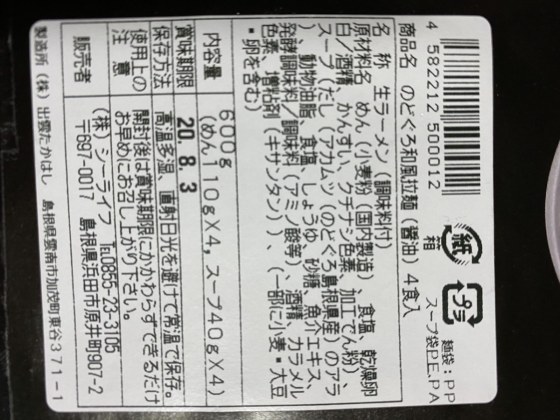 4 582212 500012
紙
箱
プラ
麺袋：PP
スープ袋PE,PA
商品名 のどぐろ和風拉麺（醤油）4食入
名称 生ラーメン（調味料付）
原材料名 めん（小麦粉（国内製造）、食塩、乾燥卵
白／酒精、かんすい、クチナシ色素、加工でん粉）、
スープ（だし（アカムツ（のどぐろ島根県産）のアラ
）、動物油脂、食塩、しょうゆ、砂糖、魚介エキス、
発酵調味料／調味料（アミノ酸等）、酒精、カラメル
色素、増粘剤（キサンタン））、（一部に小麦・大豆
・卵を含む）
内容量 600g
（めん110gX4，スープ40gX4）
賞味期限 20.8.3
保存方法 高温多湿、直射日光を避けて常温で保存。
使用上の注意 開封後は賞味期限にかかわらずできるだけ
お早めにお召し上がり下さい。
販売者 （株）シーライフ ℡0855-23-3105
〒697-0017 島根県浜田市原井町907-2
製造所（株）出雲たかはし 島根県雲南市加茂町東谷371-1